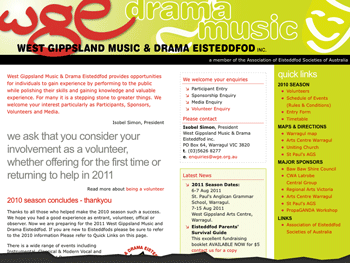 wge
drama
music
WEST GIPPSLAND MUSIC & DRAMA EISTEDDFOD INC.
a member of the Association of Eisteddfod Societies of Australia
West Gippsland Music & Drama Eisteddfod provides opportunities
for individuals to gain experience by performing to the public
while polishing their skills and gaining knowledge and valuable
experience. For many it is a stepping stone to greater things. We
welcome your interest particularly as Participants, Sponsors,
Volunteers and Media.
Isobel Simon, President
we ask that you consider your
involvement as a volunteer,
whether offering for the first time or
returning to help in 2011
Read more about being a volunteer
2010 season concludes - thankyou
Thanks to all those who helped make the 2010 season such a success.
We hope you had a good experience as entrant, volunteer, official or
observer. Now we are preparing for the 2011 West Gippsland Music and
Drama Eisteddfod. If you are new to Eisteddfods please be sure to refer
to the 2010 information Please refer to Quick Links on this page.
There is a wide range of events including
Instrumental, Classical & Modern Vocal and
We welcome your enquiries
Participant Entry
Sponsorship Enquiry
Media Enquiry
Volunteer Enquiry
Please contact
Isobel Simon, President
West Gippsland Music & Drama
Eisteddfod inc.
PO Box 64, Warragul VIC 3820
t. (03)5626 8277
e. enquiries@wge.org.au
Latest News
2011 Season Dates:
6-7 Aug 2011
St Paul's Anglican Grammar
School, Warragul.
7-15 Aug 2011
West Gippsland Arts Centre,
Warragul.
Eisteddfod Parents'
Survival Guide
This excellent fundraising
booklet AVAILABLE NOW for $5
contact us for a copy
quick links
2010 SEASON
Volunteers
Schedule of Events
(Rules & Conditions)
Entry Form
Timetable
MAPS & DIRECTIONS
Warragul map
Arts Centre Warragul
Uniting Church
St Paul's AGS
MAJOR SPONSORS
Baw Baw Shire Council
CWA Latrobe
Central Group
Regional Arts Victoria
Arts Centre Warragul
St Paul's AGS
PropaGANDA Workshop
LINKS
Association of Eisteddfod
Societies of Australia